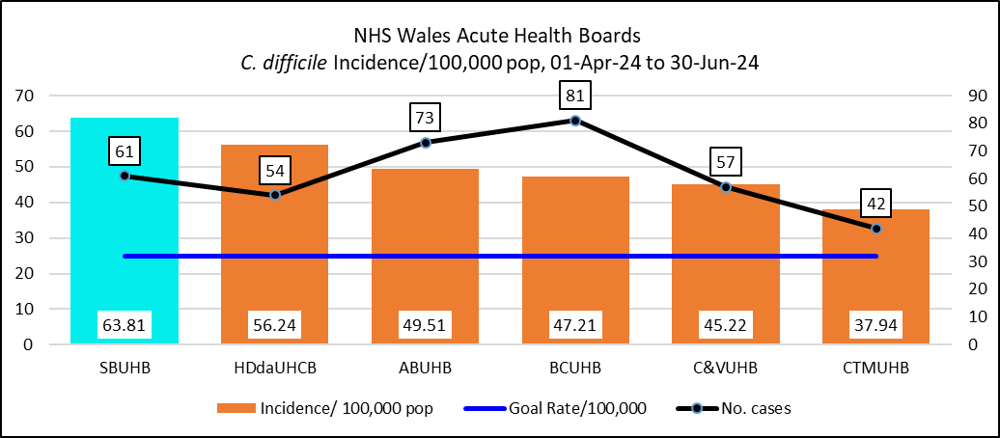 NHS Wales Acute Health Boards
C. difficile Incidence/100,000 pop, 01-Apr-24 to 30-Jun-24
70
60
50
40
30
20
10
0
90
80
70
60
50
40
30
20
10
0
61
54
73
81
57
42
63.81
56.24
49.51
47.21
45.22
37.94
SBUHB
HDdaUHCB
ABUHB
BCUHB
C&VUHB
CTMUHB
Incidence/ 100,000 pop
Goal Rate/100,000
No. cases